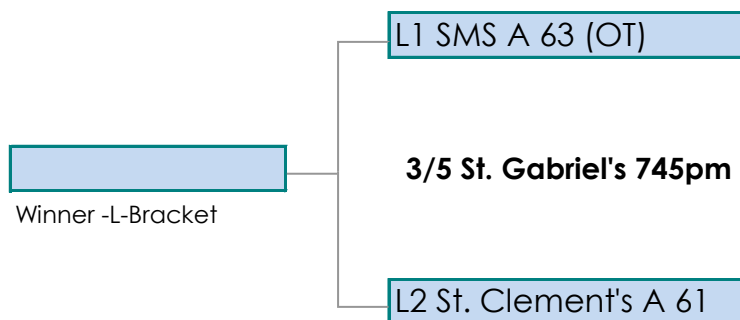 L1 SMS A 63 (OT)
3/5 St. Gabriel's 745pm
Winner -L-Bracket
L2 St. Clement's A 61